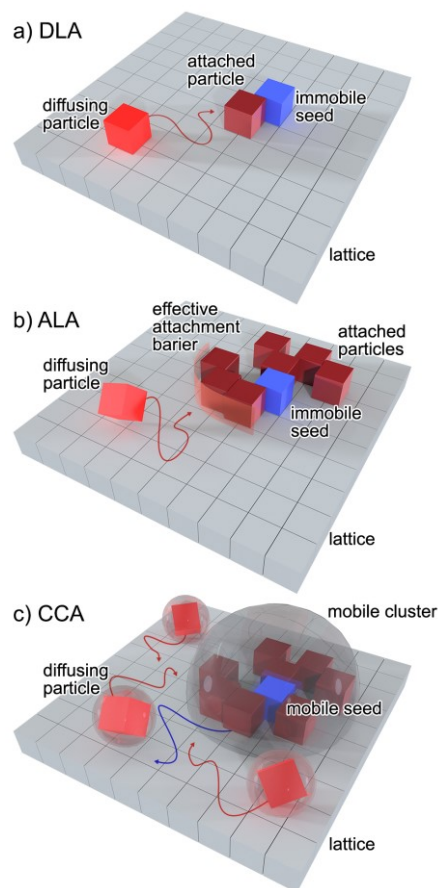 a) DLA
attached
particle
diffusing
particle
immobile
seed
lattice
b) ALA
effective
attachment
barier
attached
particles
diffusing
particle
immobile
seed
lattice
c) CCA
mobile cluster
diffusing
particle
mobile seed
lattice